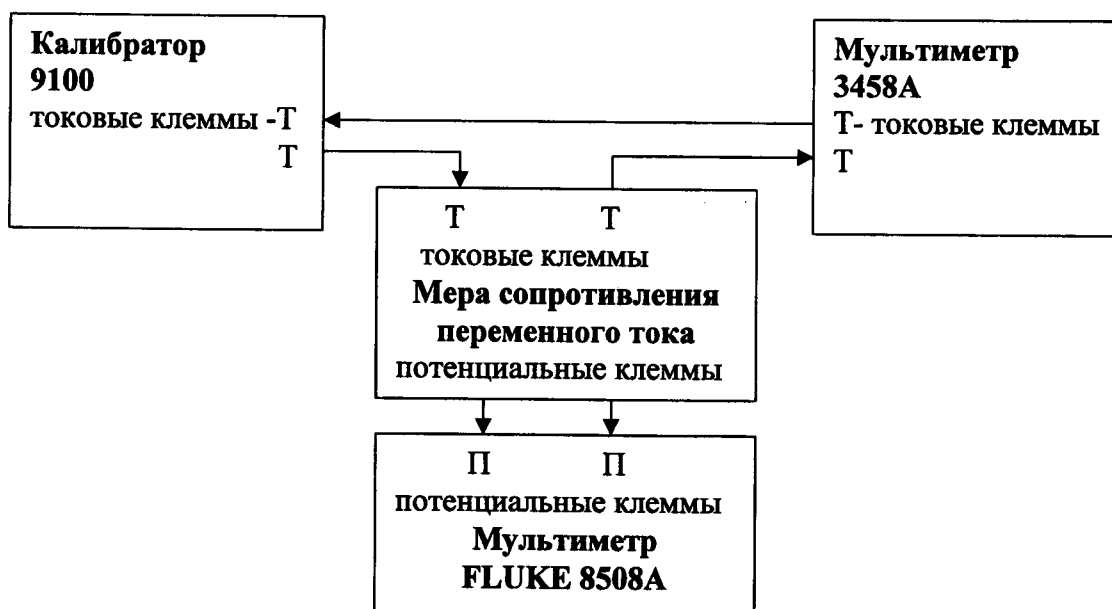 Калибратор
9100
токовые клеммы -Т
Т
Мультиметр
3458А
Т- токовые клеммы
Т
Т Т
токовые клеммы
Мера сопротивления
переменного тока
потенциальные клеммы
П П
потенциальные клеммы
Мультиметр
FLUKE 8508A